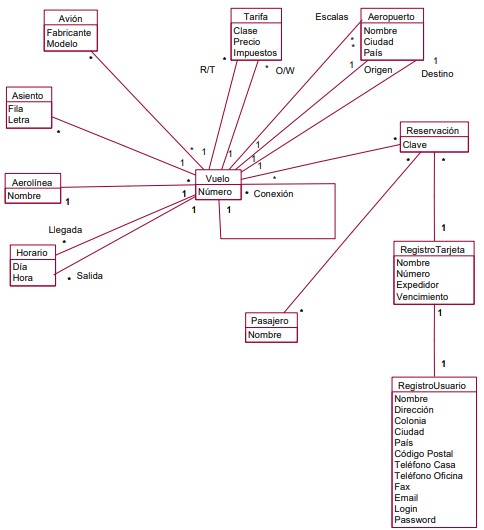 Avión
Fabricante
Modelo
*
Tarifa
Clase
Precio
Impuestos
R/T
*
* O/W
Escalas
Aeropuerto
Nombre
Ciudad
País
*
*
1
Origen
1
Destino
Asiento
Fila
Letra
*
Reservación
Clave
*
*
*
*
1
1
1
1
1
1
*
Aerolínea
Nombre
1
*
Vuelo
Número
1
1
1
*
Conexión
Llegada
*
Horario
Día
Hora
* Salida
1
RegistroTarjeta
Nombre
Número
Expedidor
Vencimiento
1
Pasajero
Nombre
*
1
RegistroUsuario
Nombre
Dirección
Colonia
Ciudad
País
Código Postal
Teléfono Casa
Teléfono Oficina
Fax
Email
Login
Password